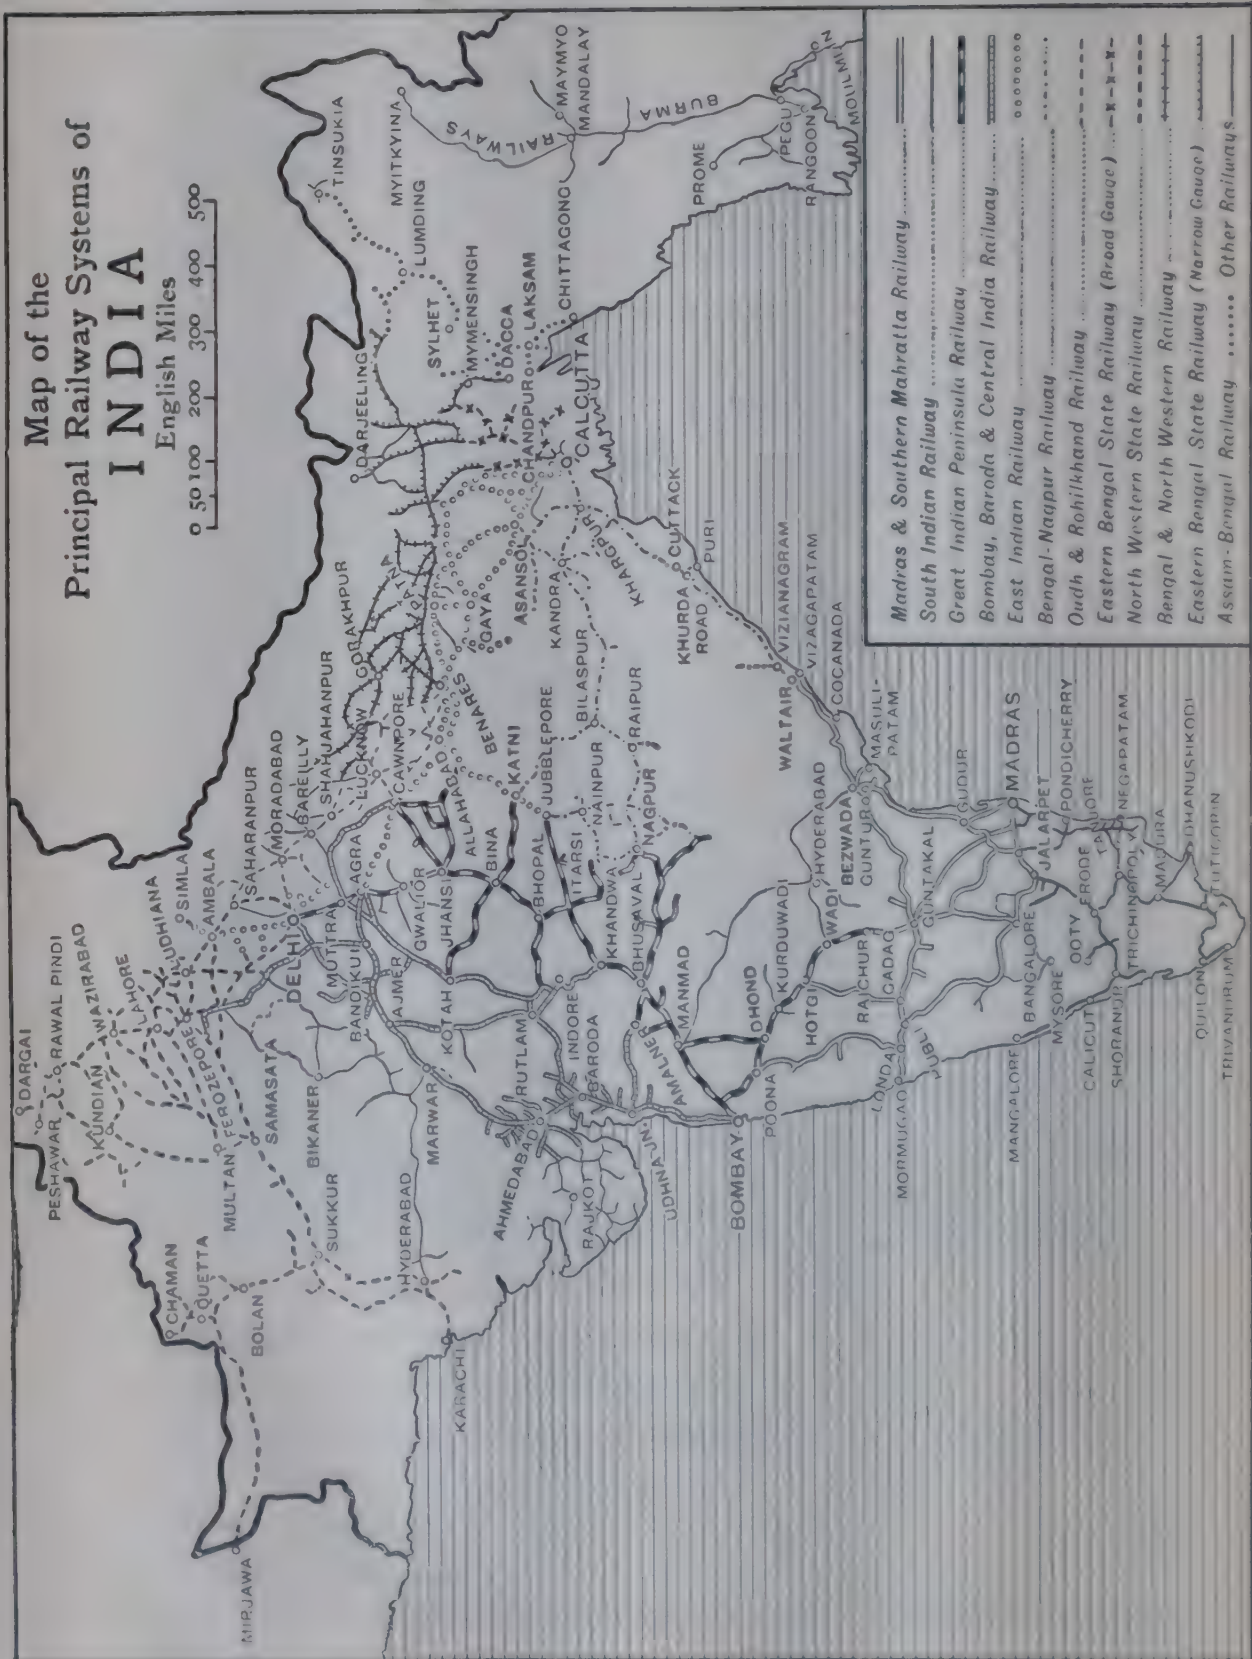 Map of the
Principal Railway Systems of
INDIA
English Miles
0 50 100 200 300 400 500
DARGAI
PESHAWAR
RAWAL PINDI
KUNDIAN
WAZIRABAD
LAHORE
LUDHIANA
SIMLA
AMBALA
SAHARANPUR
MORADABAD
BAREILLY
SHAHJAHANPUR
LUCKNOW
GORAKHPUR
CAWNPORE
PATNA
DARJEELING
TINSUKIA
MYITKYINA
LUMDING
SYLHET
MYMENSINGH
DACCA
LAKSAM
CHANDPUR
CHITTAGONG
CALCUTTA
MAYMYO
MANDALAY
BURMA
RAILWAYS
PROME
PEGU
RANGOON
MOULMEIN
CHAMAN
QUETTA
BOLAN
MULTAN
FEROZEPORE
SAMASATA
BIKANER
SUKKUR
HYDERABAD
KARACHI
MIRJAWA
DELHI
MUTTRA
BANDIKUI
AGRA
AJMER
GWALIOR
JHANSI
KOTAH
MARWAR
ALLAHABAD
BENARES
GAYA
ASANSOL
KANDRA
KHARGPUR
KATNI
JUBBLEPORE
BINA
BHOPAL
ITARSI
NAINPUR
BILASPUR
RAIPUR
NAGPUR
KHANDWA
BHUSAVAL
RUTLAM
INDORE
BARODA
AHMEDABAD
RAJKOT
UDHNA JN.
AMALNER
MANMAD
BOMBAY
POONA
DHOND
KURDUWADI
HOTGI
WADI
HYDERABAD
CUTTACK
PURI
KHURDA
ROAD
VIZIANAGRAM
VIZAGAPATAM
WALTAIR
COCANADA
MASULI-
PATAM
BEZWADA
GUNTUR
RAICHUR
GADAG
GUNTAKAL
LONDA
HUBLI
MORMUGAO
GUDUR
MADRAS
JALARPET
PONDICHERRY
BANGALORE
MYSORE
MANGALORE
OOTY
ERODE
TANJORE
NEGAPATAM
CALICUT
SHORANUR
TRICHINOPOLY
MADURA
DHANUSHKODI
TUTICORIN
QUILON
TRIVANDRUM
Madras & Southern Mahratta Railway
South Indian Railway
Great Indian Peninsula Railway
Bombay, Baroda & Central India Railway
East Indian Railway
Bengal-Nagpur Railway
Oudh & Rohilkhand Railway
Eastern Bengal State Railway (Broad Gauge)
North Western State Railway
Bengal & North Western Railway
Eastern Bengal State Railway (Narrow Gauge)
Assam-Bengal Railway Other Railways